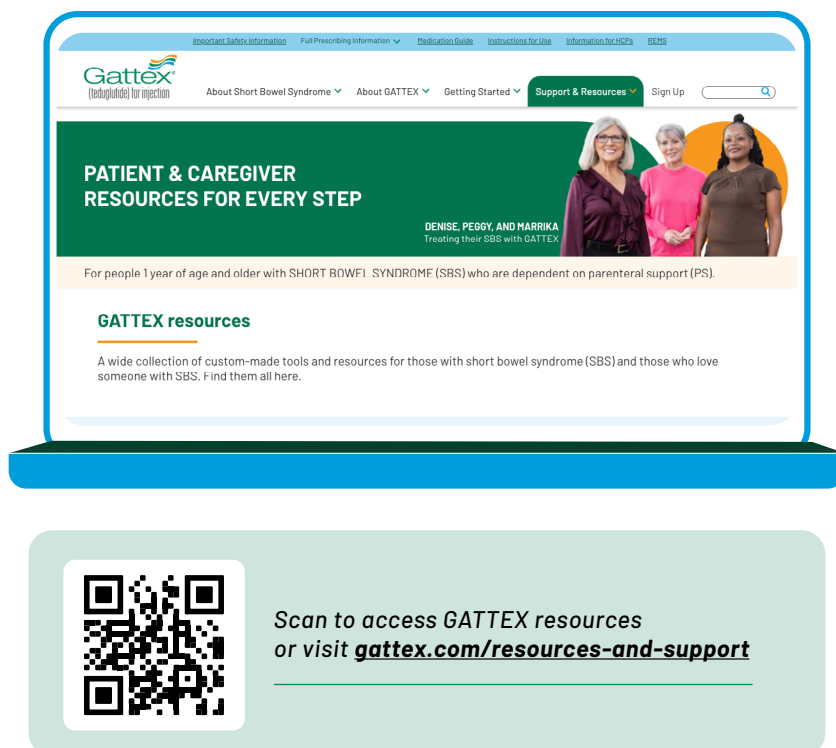 Important Safety Information Full Prescribing Information Medication Guide Instructions for Use Information for HCPs REMS
Gattex®
(teduglutide) for injection
About Short Bowel Syndrome About GATTEX Getting Started Support & Resources Sign Up
PATIENT & CAREGIVER
RESOURCES FOR EVERY STEP
DENISE, PEGGY, AND MARRIKA
Treating their SBS with GATTEX
For people 1 year of age and older with SHORT BOWEL SYNDROME (SBS) who are dependent on parenteral support (PS).
GATTEX resources
A wide collection of custom-made tools and resources for those with short bowel syndrome (SBS) and those who love
someone with SBS. Find them all here.
Scan to access GATTEX resources
or visit gattex.com/resources-and-support